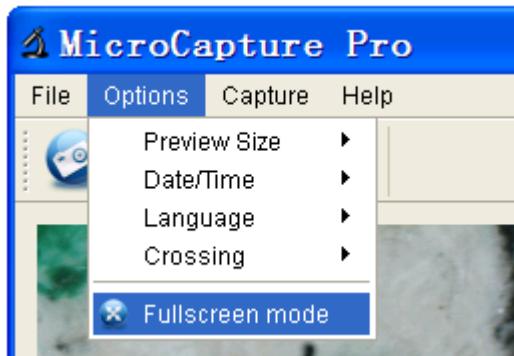 MicroCapture Pro
File Options Capture Help
Preview Size
Date/Time
Language
Crossing
Fullscreen mode